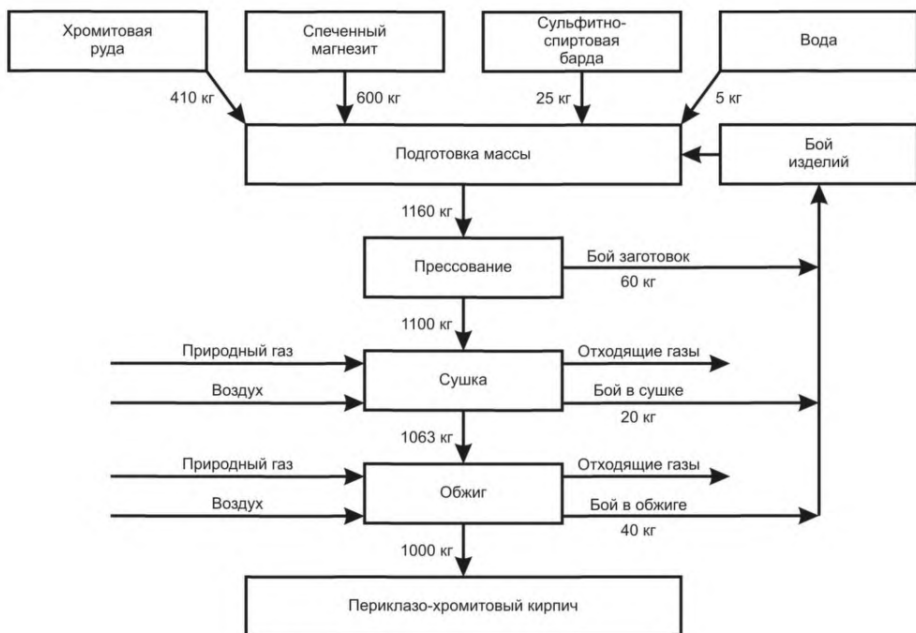 Хромитовая
руда
Спеченный
магнезит
Сульфитно-
спиртовая
барда
Вода
410 кг
600 кг
25 кг
5 кг
Подготовка массы
Бой
изделий
1160 кг
Прессование
Бой заготовок
60 кг
1100 кг
Природный газ
Воздух
Сушка
Отходящие газы
Бой в сушке
20 кг
1063 кг
Природный газ
Воздух
Обжиг
Отходящие газы
Бой в обжиге
40 кг
1000 кг
Периклазо-хромитовый кирпич